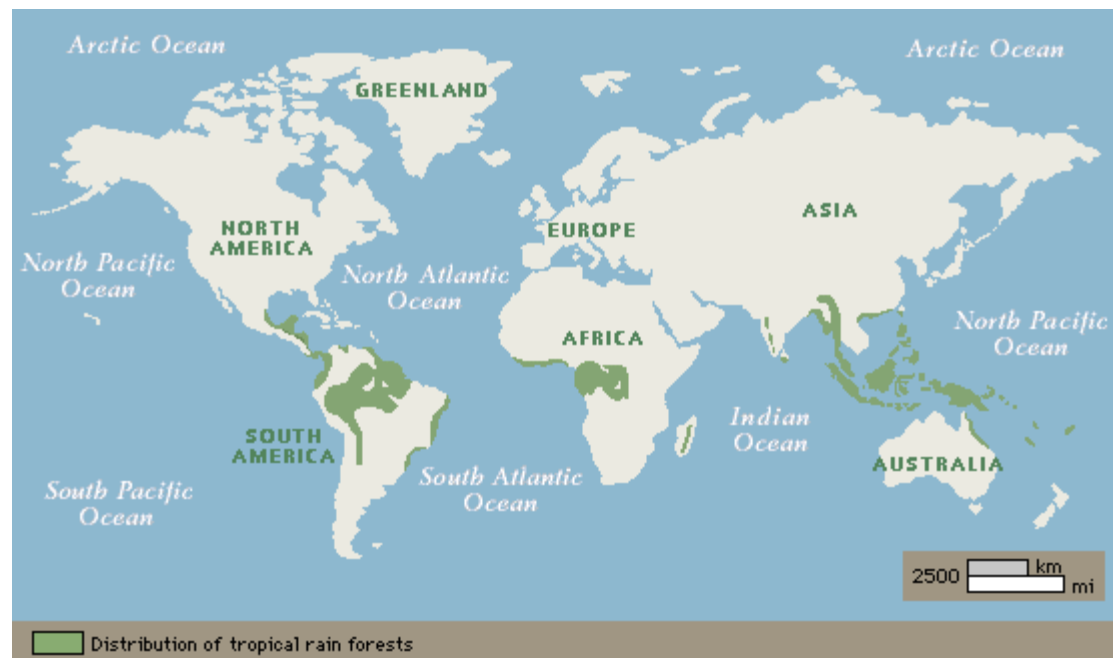 Arctic Ocean
Arctic Ocean
GREENLAND
ASIA
NORTH
AMERICA
EUROPE
North Pacific
Ocean
North Atlantic
Ocean
North Pacific
Ocean
AFRICA
Indian
Ocean
SOUTH
AMERICA
AUSTRALIA
South Atlantic
Ocean
South Pacific
Ocean
2500 km
mi
Distribution of tropical rain forests